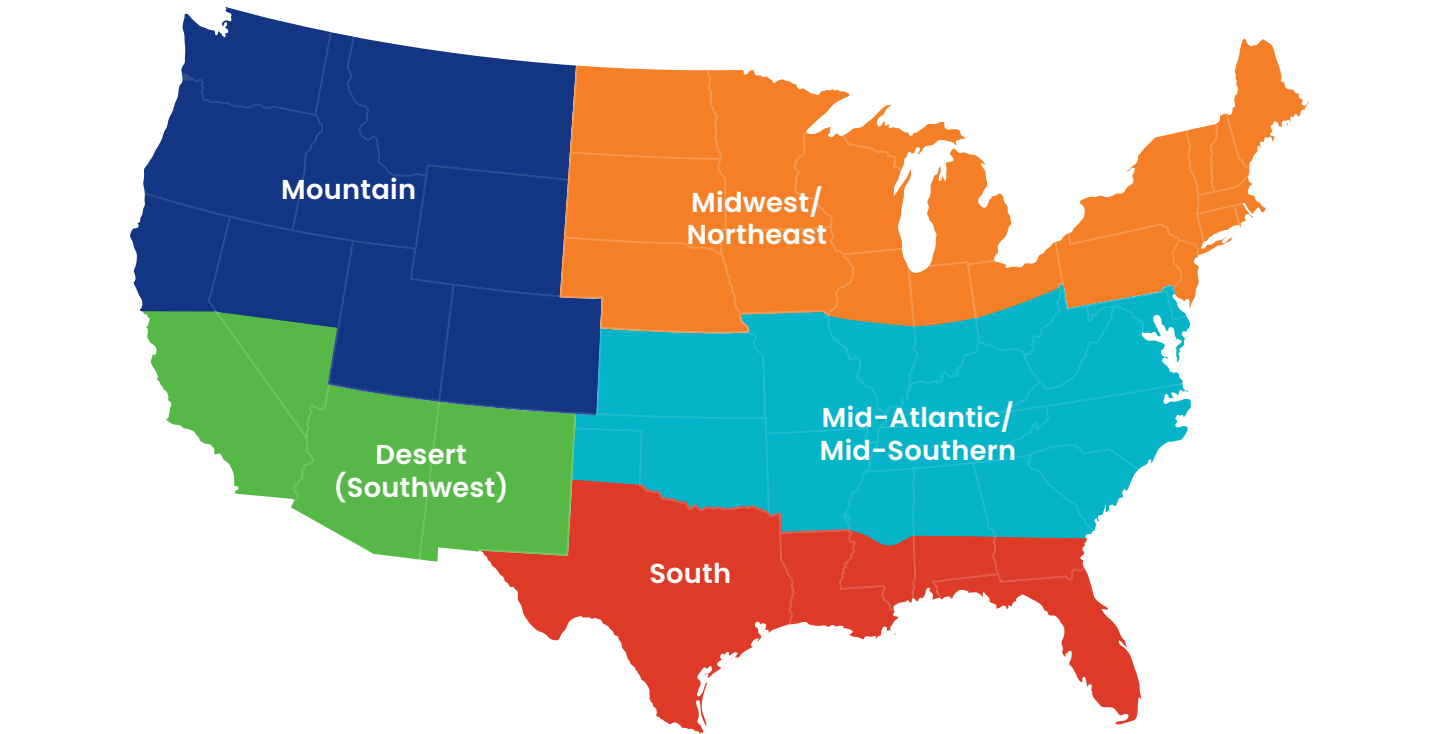 Mountain
Midwest/
Northeast
Mid-Atlantic/
Mid-Southern
Desert
(Southwest)
South